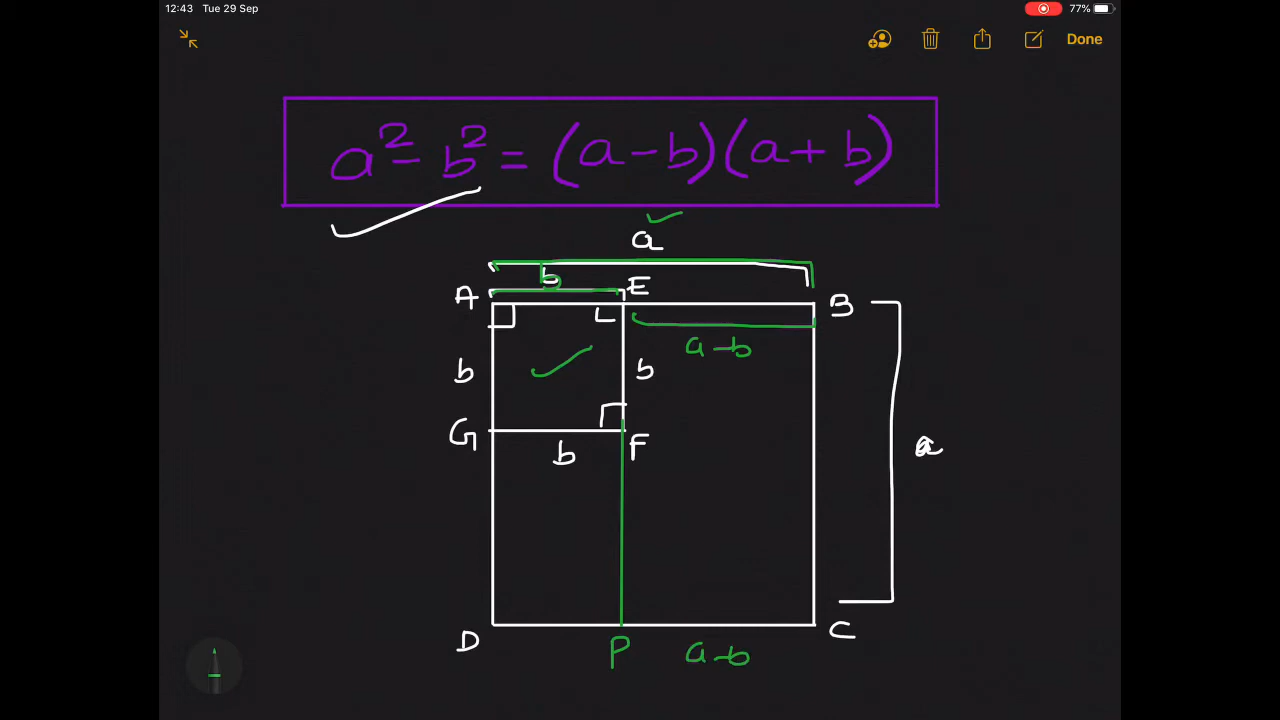 12:43 Tue 29 Sep
77%
Done
a² - b² = (a - b)(a + b)
a
b
A E B
a-b
b b
G F
b
a
D P a-b C